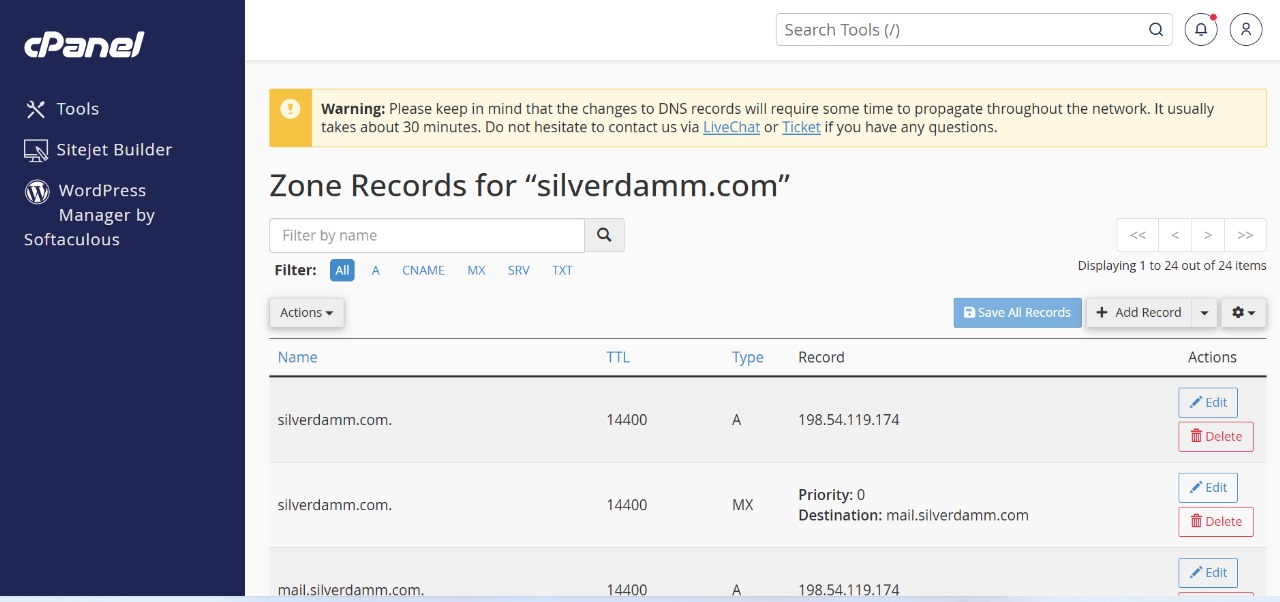 cPanel
Search Tools (/)
Tools
Sitejet Builder
WordPress
Manager by
Softaculous
Warning: Please keep in mind that the changes to DNS records will require some time to propagate throughout the network. It usually
takes about 30 minutes. Do not hesitate to contact us via LiveChat or Ticket if you have any questions.
Zone Records for “silverdamm.com”
Filter by name
<< < > >>
Filter: All A CNAME MX SRV TXT
Displaying 1 to 24 out of 24 items
Actions Save All Records + Add Record
Name TTL Type Record Actions
silverdamm.com. 14400 A 198.54.119.174
Edit
Delete
silverdamm.com. 14400 MX
Priority: 0
Destination: mail.silverdamm.com
Edit
Delete
mail.silverdamm.com. 14400 A 198.54.119.174
Edit